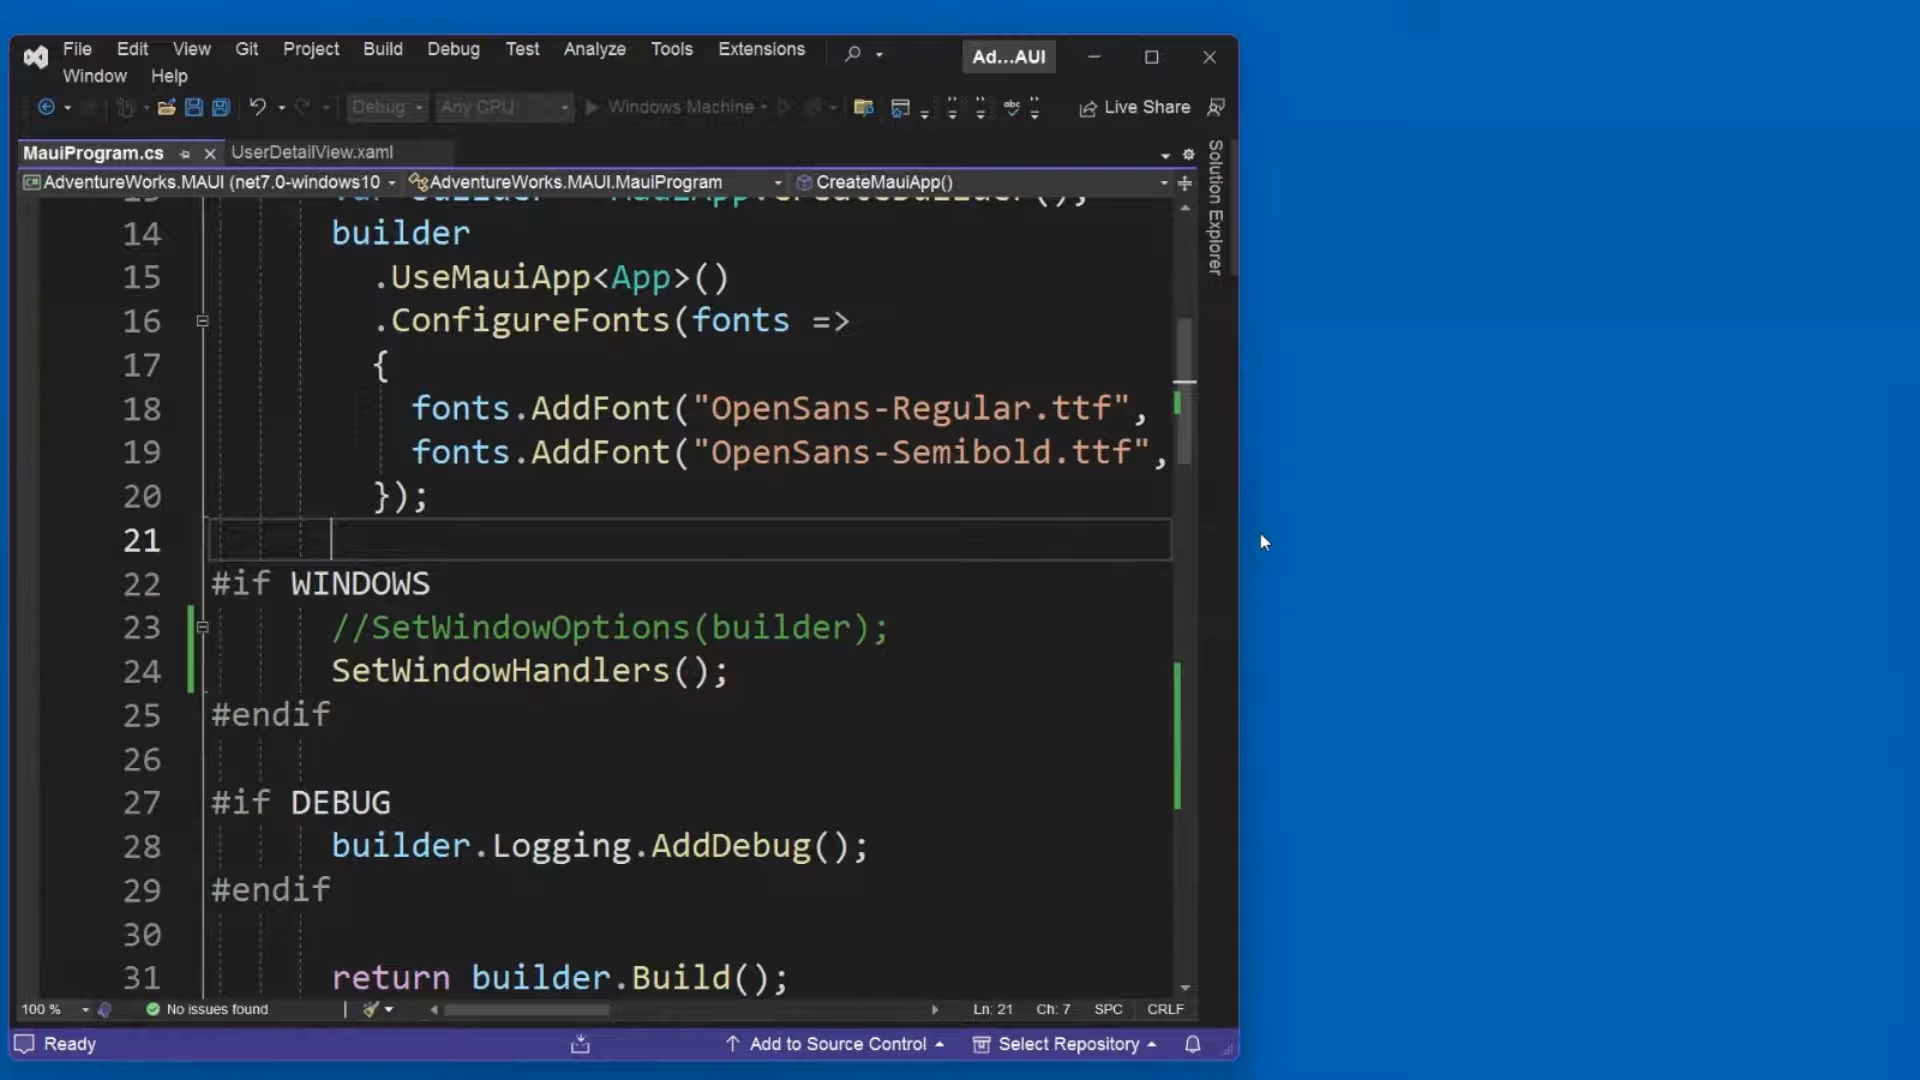 File Edit View Git Project Build Debug Test Analyze Tools Extensions Ad...AUI
Window Help
Debug Any CPU Windows Machine abc Live Share
MauiProgram.cs UserDetailView.xaml
Solution Explorer
AdventureWorks.MAUI (net7.0-windows10 AdventureWorks.MAUI.MauiProgram CreateMauiApp()
var builder = MauiApp.CreateBuilder();
14 builder
15 .UseMauiApp<App>()
16 .ConfigureFonts(fonts =>
17 {
18 fonts.AddFont("OpenSans-Regular.ttf",
19 fonts.AddFont("OpenSans-Semibold.ttf",
20 });
21
22 #if WINDOWS
23 //SetWindowOptions(builder);
24 SetWindowHandlers();
25 #endif
26
27 #if DEBUG
28 builder.Logging.AddDebug();
29 #endif
30
31 return builder.Build();
100 % No issues found Ln: 21 Ch: 7 SPC CRLF
Ready Add to Source Control Select Repository